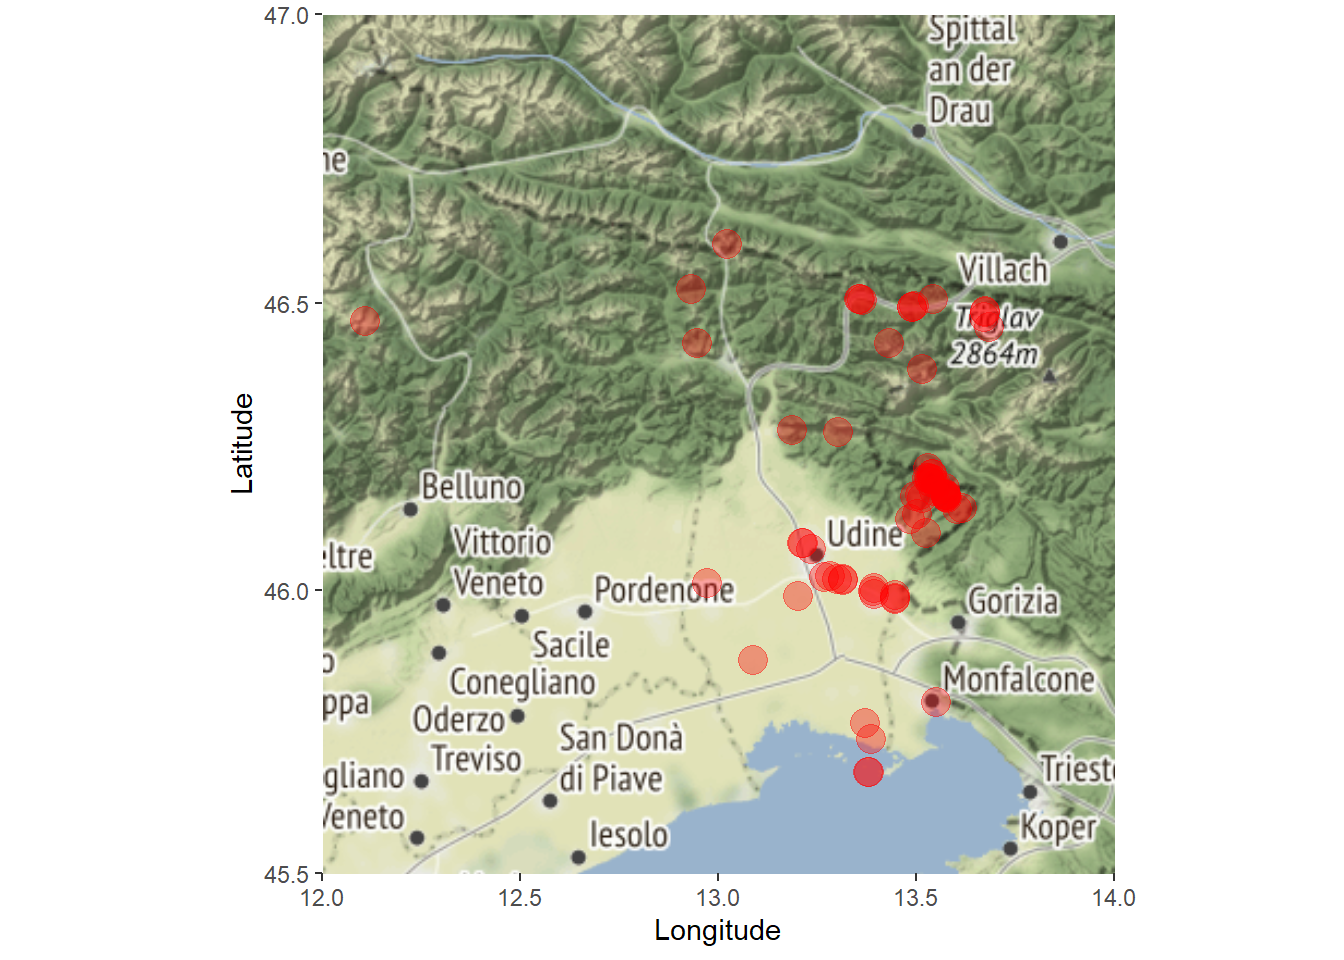 47.0
Spittal
an der
Drau
ne
Villach
46.5
Triglav
2864m
Latitude
Belluno
Udine
Vittorio
Veneto
eltre
46.0
Pordenone
Gorizia
Sacile
o
Conegliano
Monfalcone
ppa
Oderzo
San Donà
di Piave
Treviso
Trieste
gliano
Veneto
Koper
Iesolo
45.5
12.0
12.5
13.0
13.5
14.0
Longitude